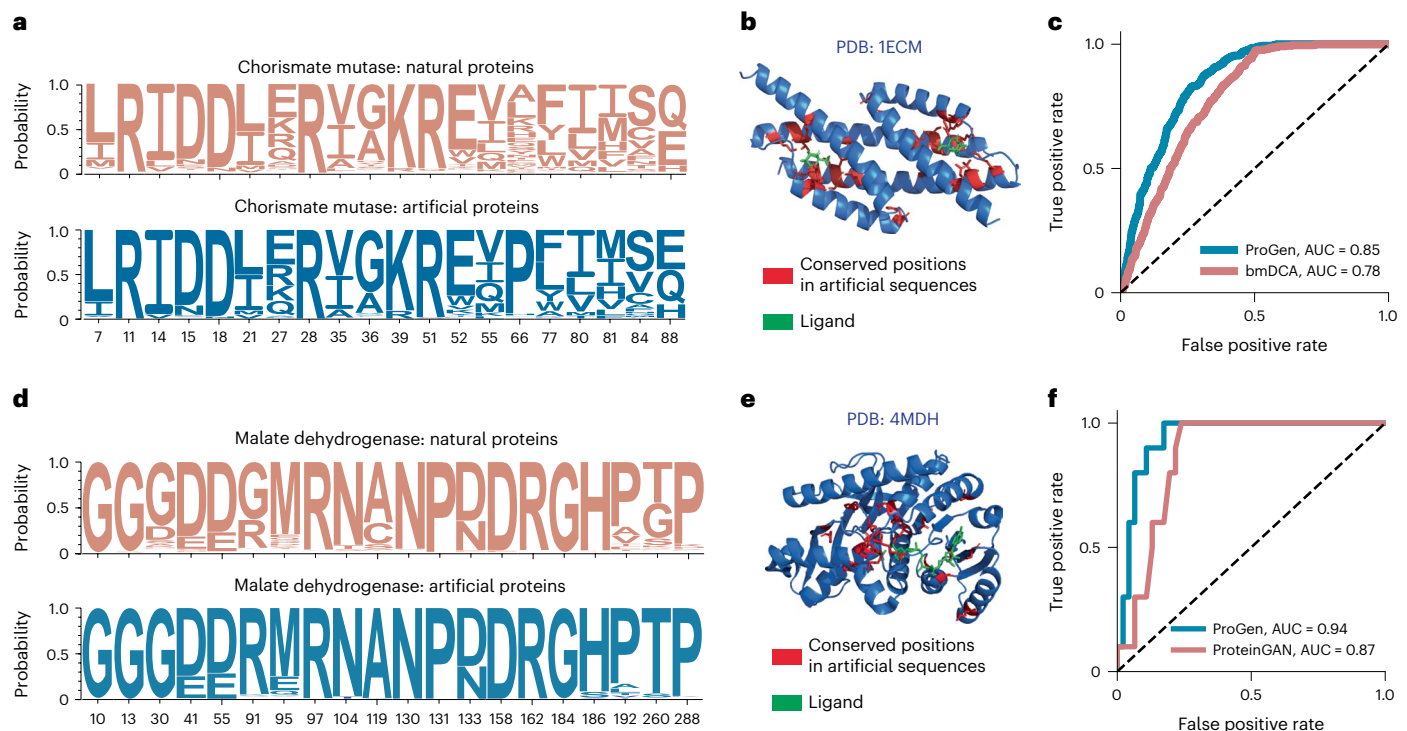 a
Chorismate mutase: natural proteins
Probability
1.0
0.5
0
Chorismate mutase: artificial proteins
Probability
1.0
0.5
0
7 11 14 15 18 21 27 28 35 36 39 51 52 55 66 77 80 81 84 88
b
PDB: 1ECM
Conserved positions
in artificial sequences
Ligand
c
True positive rate
1.0
0.5
0
ProGen, AUC = 0.85
bmDCA, AUC = 0.78
0 0.5 1.0
False positive rate
d
Malate dehydrogenase: natural proteins
Probability
1.0
0.5
0
Malate dehydrogenase: artificial proteins
Probability
1.0
0.5
0
10 13 30 41 55 91 95 97 104 119 130 131 133 158 162 184 186 192 260 288
e
PDB: 4MDH
Conserved positions
in artificial sequences
Ligand
f
True positive rate
1.0
0.5
0
ProGen, AUC = 0.94
ProteinGAN, AUC = 0.87
0 0.5 1.0
False positive rate